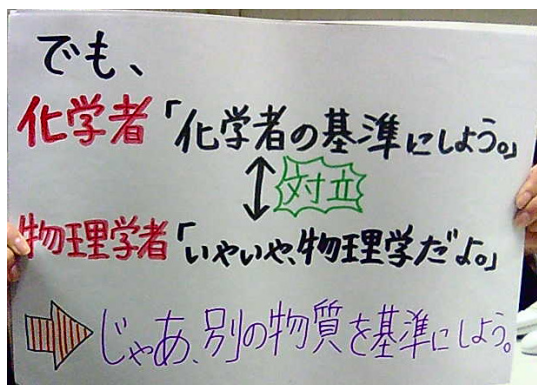 でも、
化学者「化学者の基準にしよう。」
対立
物理学者「いやいや、物理学だよ。」
じゃあ、別の物質を基準にしよう。